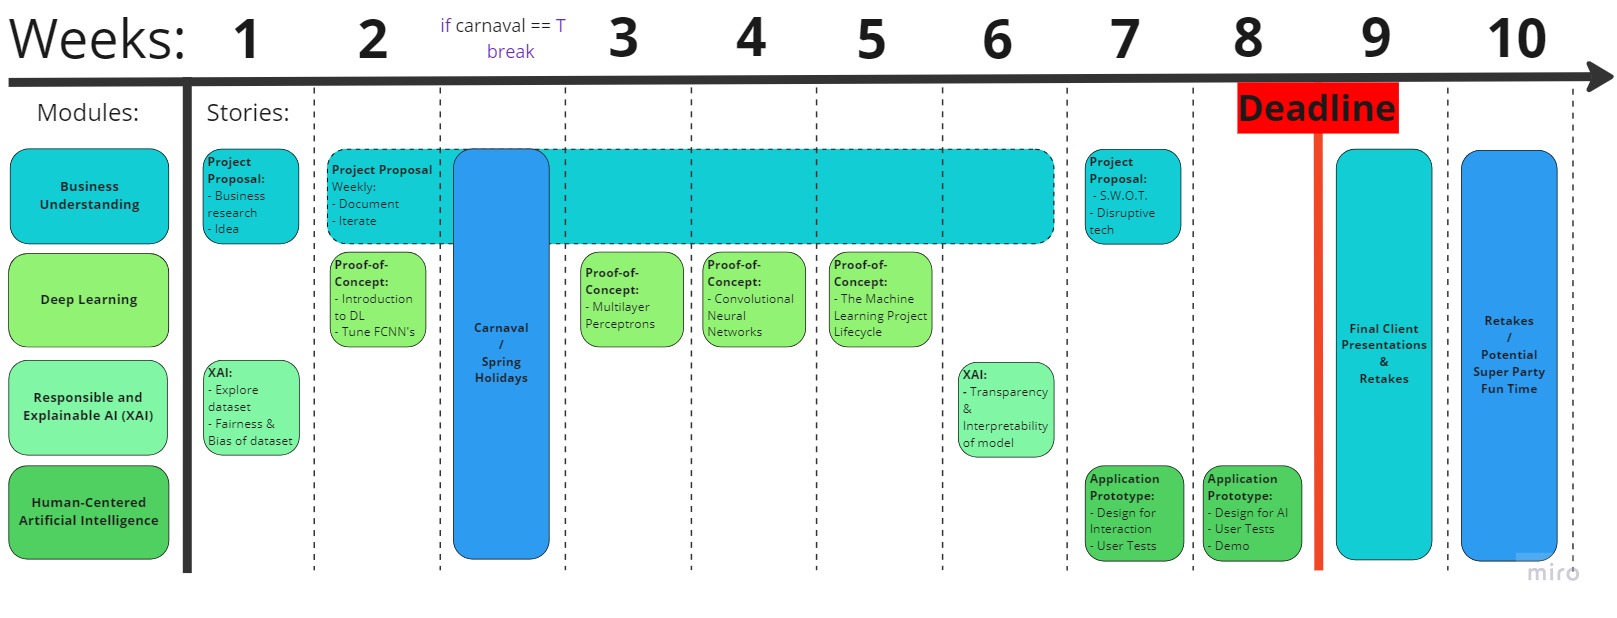 Weeks: 1 2 if carnaval == T 3 4 5 6 7 8 9 10
break
Deadline
Modules: Stories:
Business
Understanding
Project
Proposal:
- Business
research
- Idea
Project Proposal
Weekly:
- Document
- Iterate
Project
Proposal:
- S.W.O.T.
- Disruptive
tech
Deep Learning
Proof-of-
Concept:
- Introduction
to DL
- Tune FCNN's
Carnaval
/
Spring
Holidays
Proof-of-
Concept:
- Multilayer
Perceptrons
Proof-of-
Concept:
- Convolutional
Neural
Networks
Proof-of-
Concept:
- The Machine
Learning Project
Lifecycle
Final Client
Presentations
&
Retakes
Retakes
/
Potential
Super Party
Fun Time
Responsible and
Explainable AI (XAI)
XAI:
- Explore
dataset
- Fairness &
Bias of dataset
XAI:
- Transparency
&
Interpretability
of model
Human-Centered
Artificial Intelligence
Application
Prototype:
- Design for
Interaction
- User Tests
Application
Prototype:
- Design for AI
- User Tests
- Demo
miro